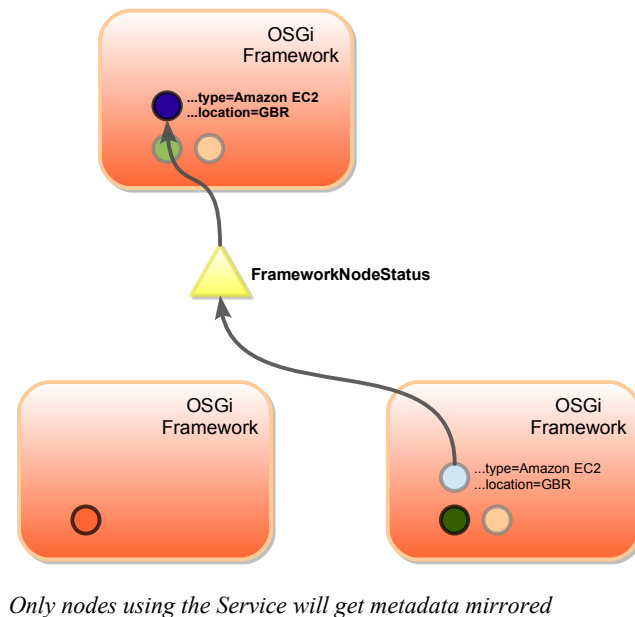 OSGi
Framework
...type=Amazon EC2
...location=GBR
FrameworkNodeStatus
OSGi
Framework
OSGi
Framework
...type=Amazon EC2
...location=GBR
Only nodes using the Service will get metadata mirrored